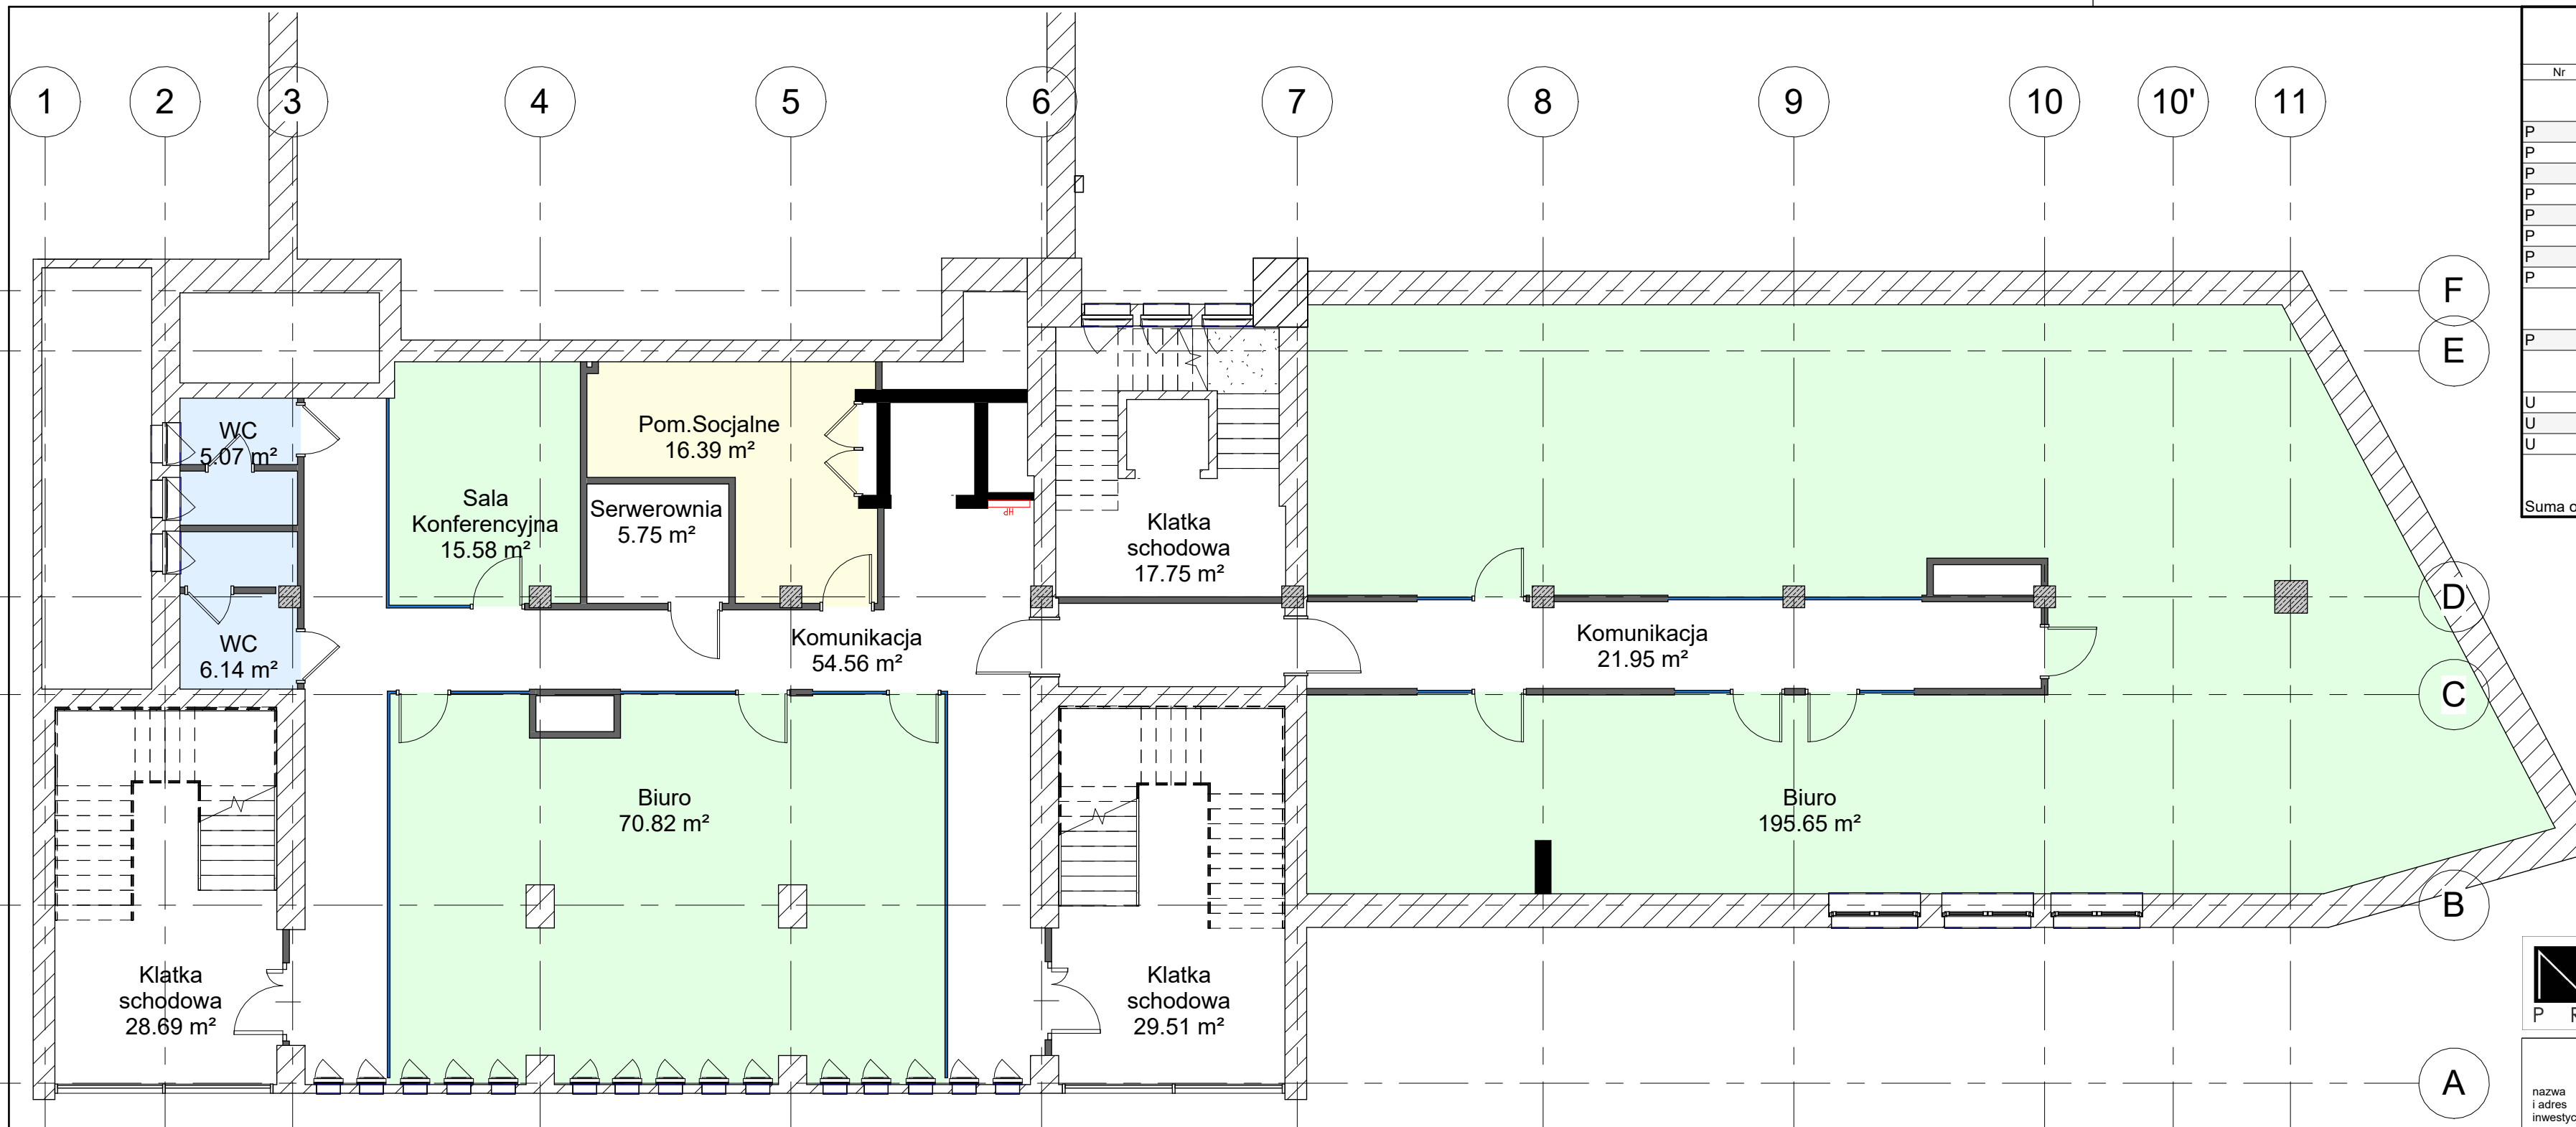 1
2
3
4
5
6
7
8
9
10
10'
11
Nr
P
P
P
P
P
P
P
P
P
U
U
U
Suma o
F
E
D
C
B
A
WC
5.07 m²
WC
6.14 m²
Sala
Konferencyjna
15.58 m²
Pom.Socjalne
16.39 m²
Serwerownia
5.75 m²
HP
Klatka
schodowa
17.75 m²
Komunikacja
54.56 m²
Komunikacja
21.95 m²
Biuro
70.82 m²
Biuro
195.65 m²
Klatka
schodowa
28.69 m²
Klatka
schodowa
29.51 m²
P R
nazwa
i adres
inwestyc